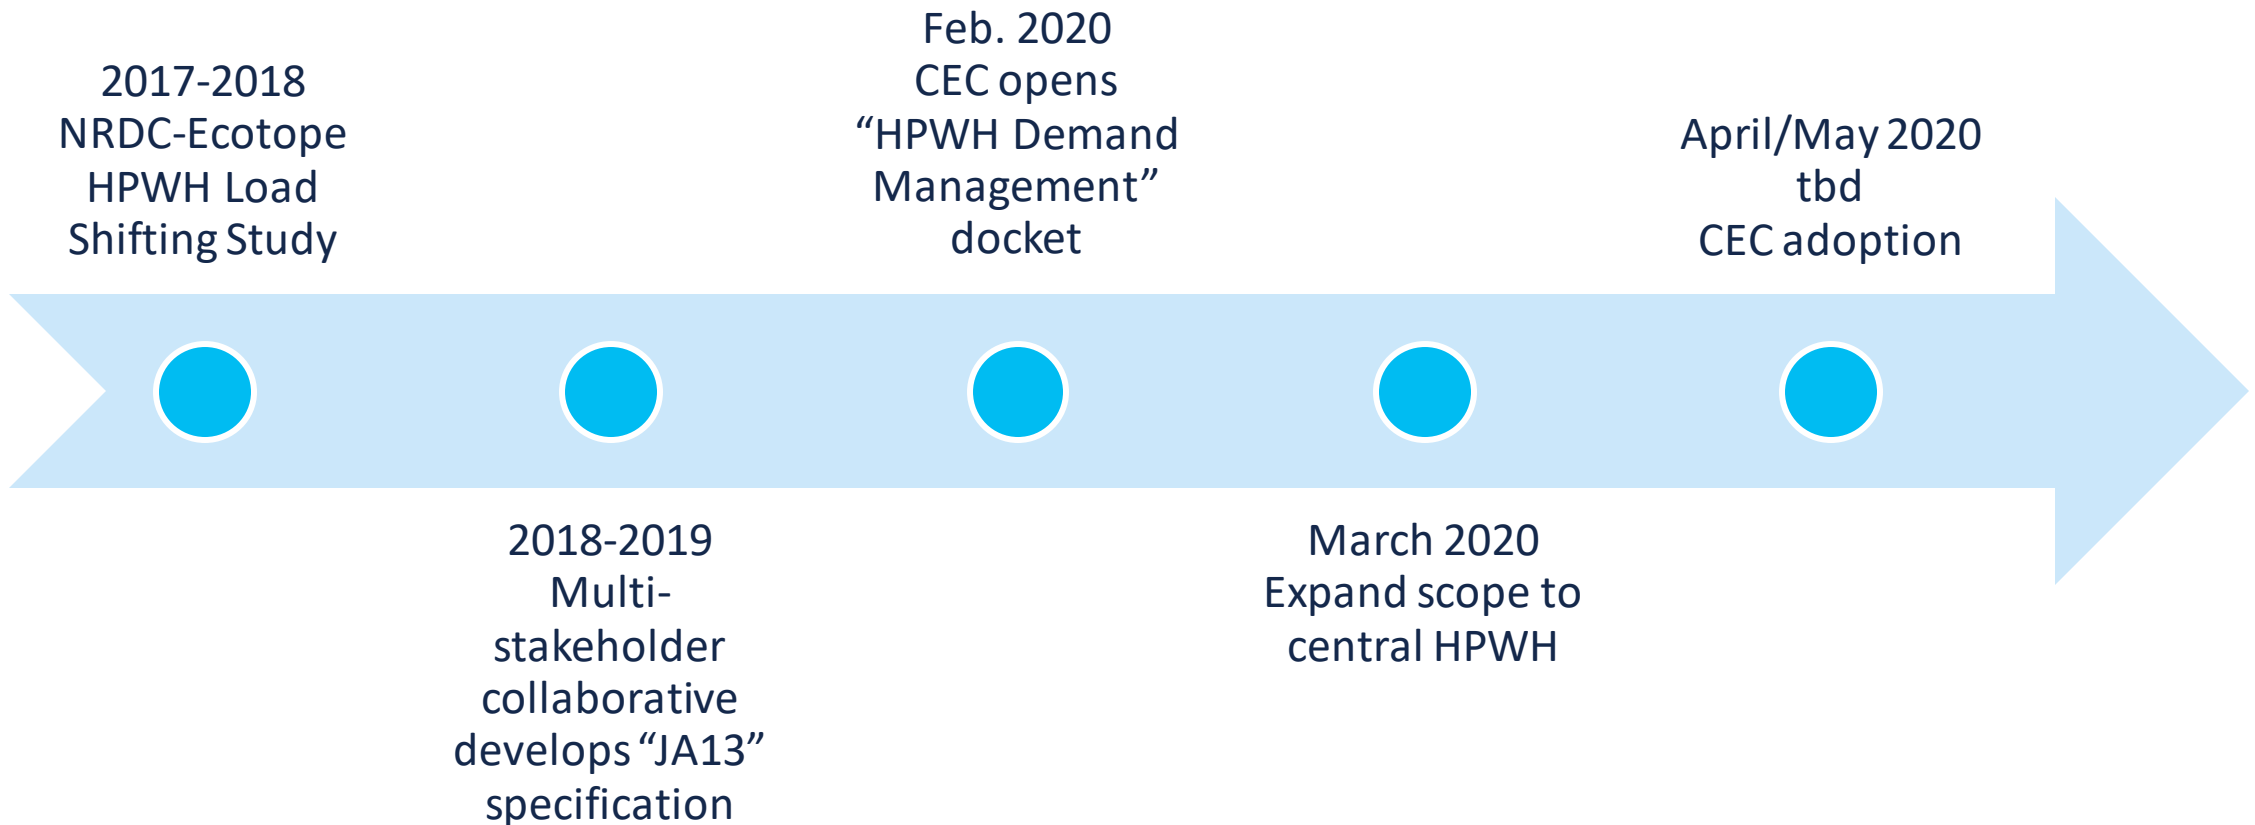 2017-2018
NRDC-Ecotope
HPWH Load
Shifting Study
2018-2019
Multi-
stakeholder
collaborative
develops “JA13”
specification
Feb. 2020
CEC opens
“HPWH Demand
Management”
docket
March 2020
Expand scope to
central HPWH
April/May 2020
tbd
CEC adoption